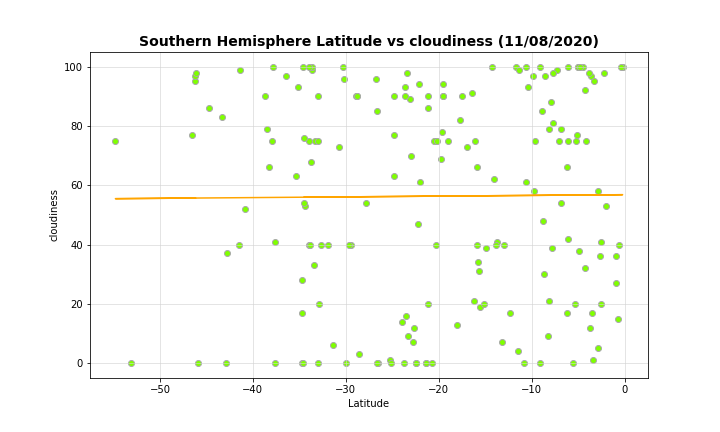 Southern Hemisphere Latitude vs cloudiness (11/08/2020)
100
80
60
40
20
0
cloudiness
−50 −40 −30 −20 −10 0
Latitude